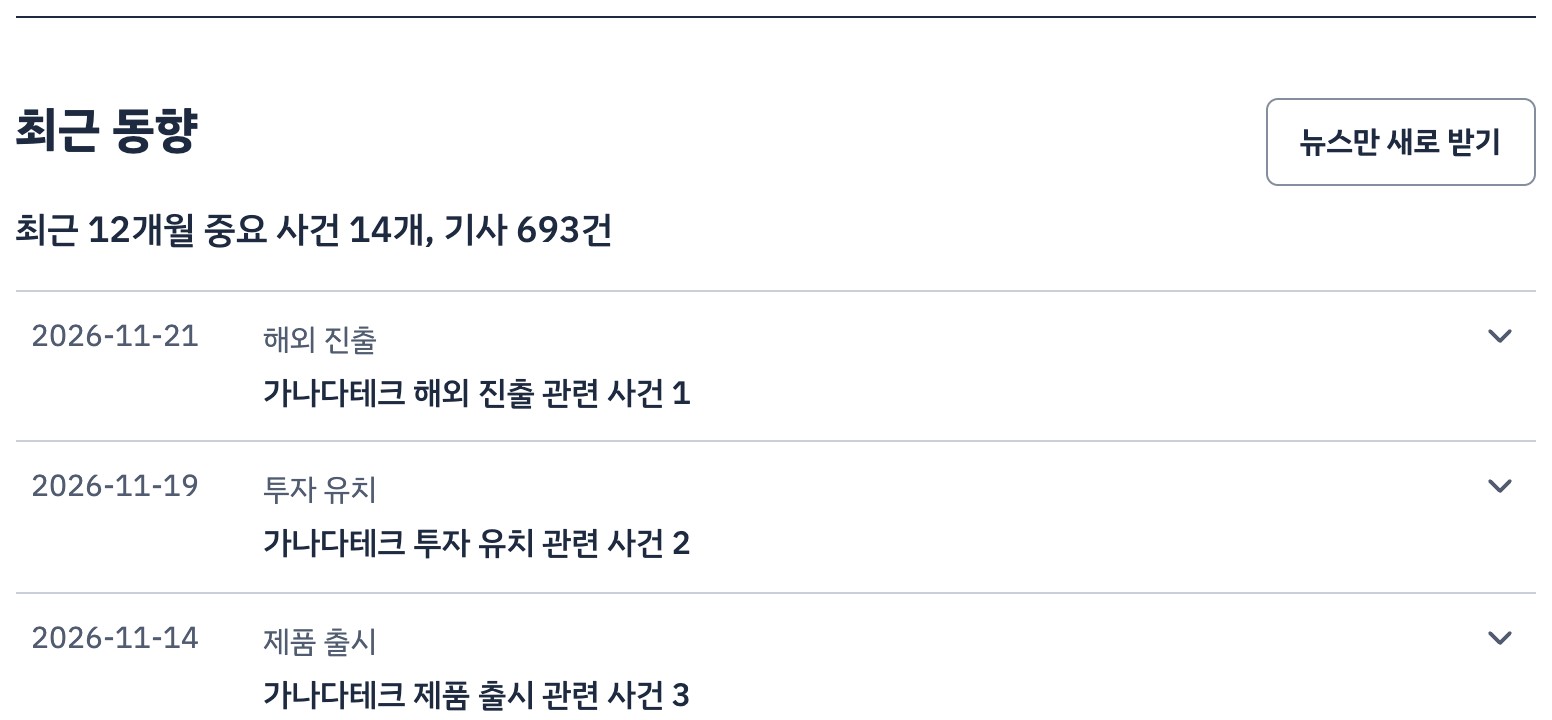 최근 동향
뉴스만 새로 받기
최근 12개월 중요 사건 14개, 기사 693건
2026-11-21
해외 진출
가나다테크 해외 진출 관련 사건 1
2026-11-19
투자 유치
가나다테크 투자 유치 관련 사건 2
2026-11-14
제품 출시
가나다테크 제품 출시 관련 사건 3